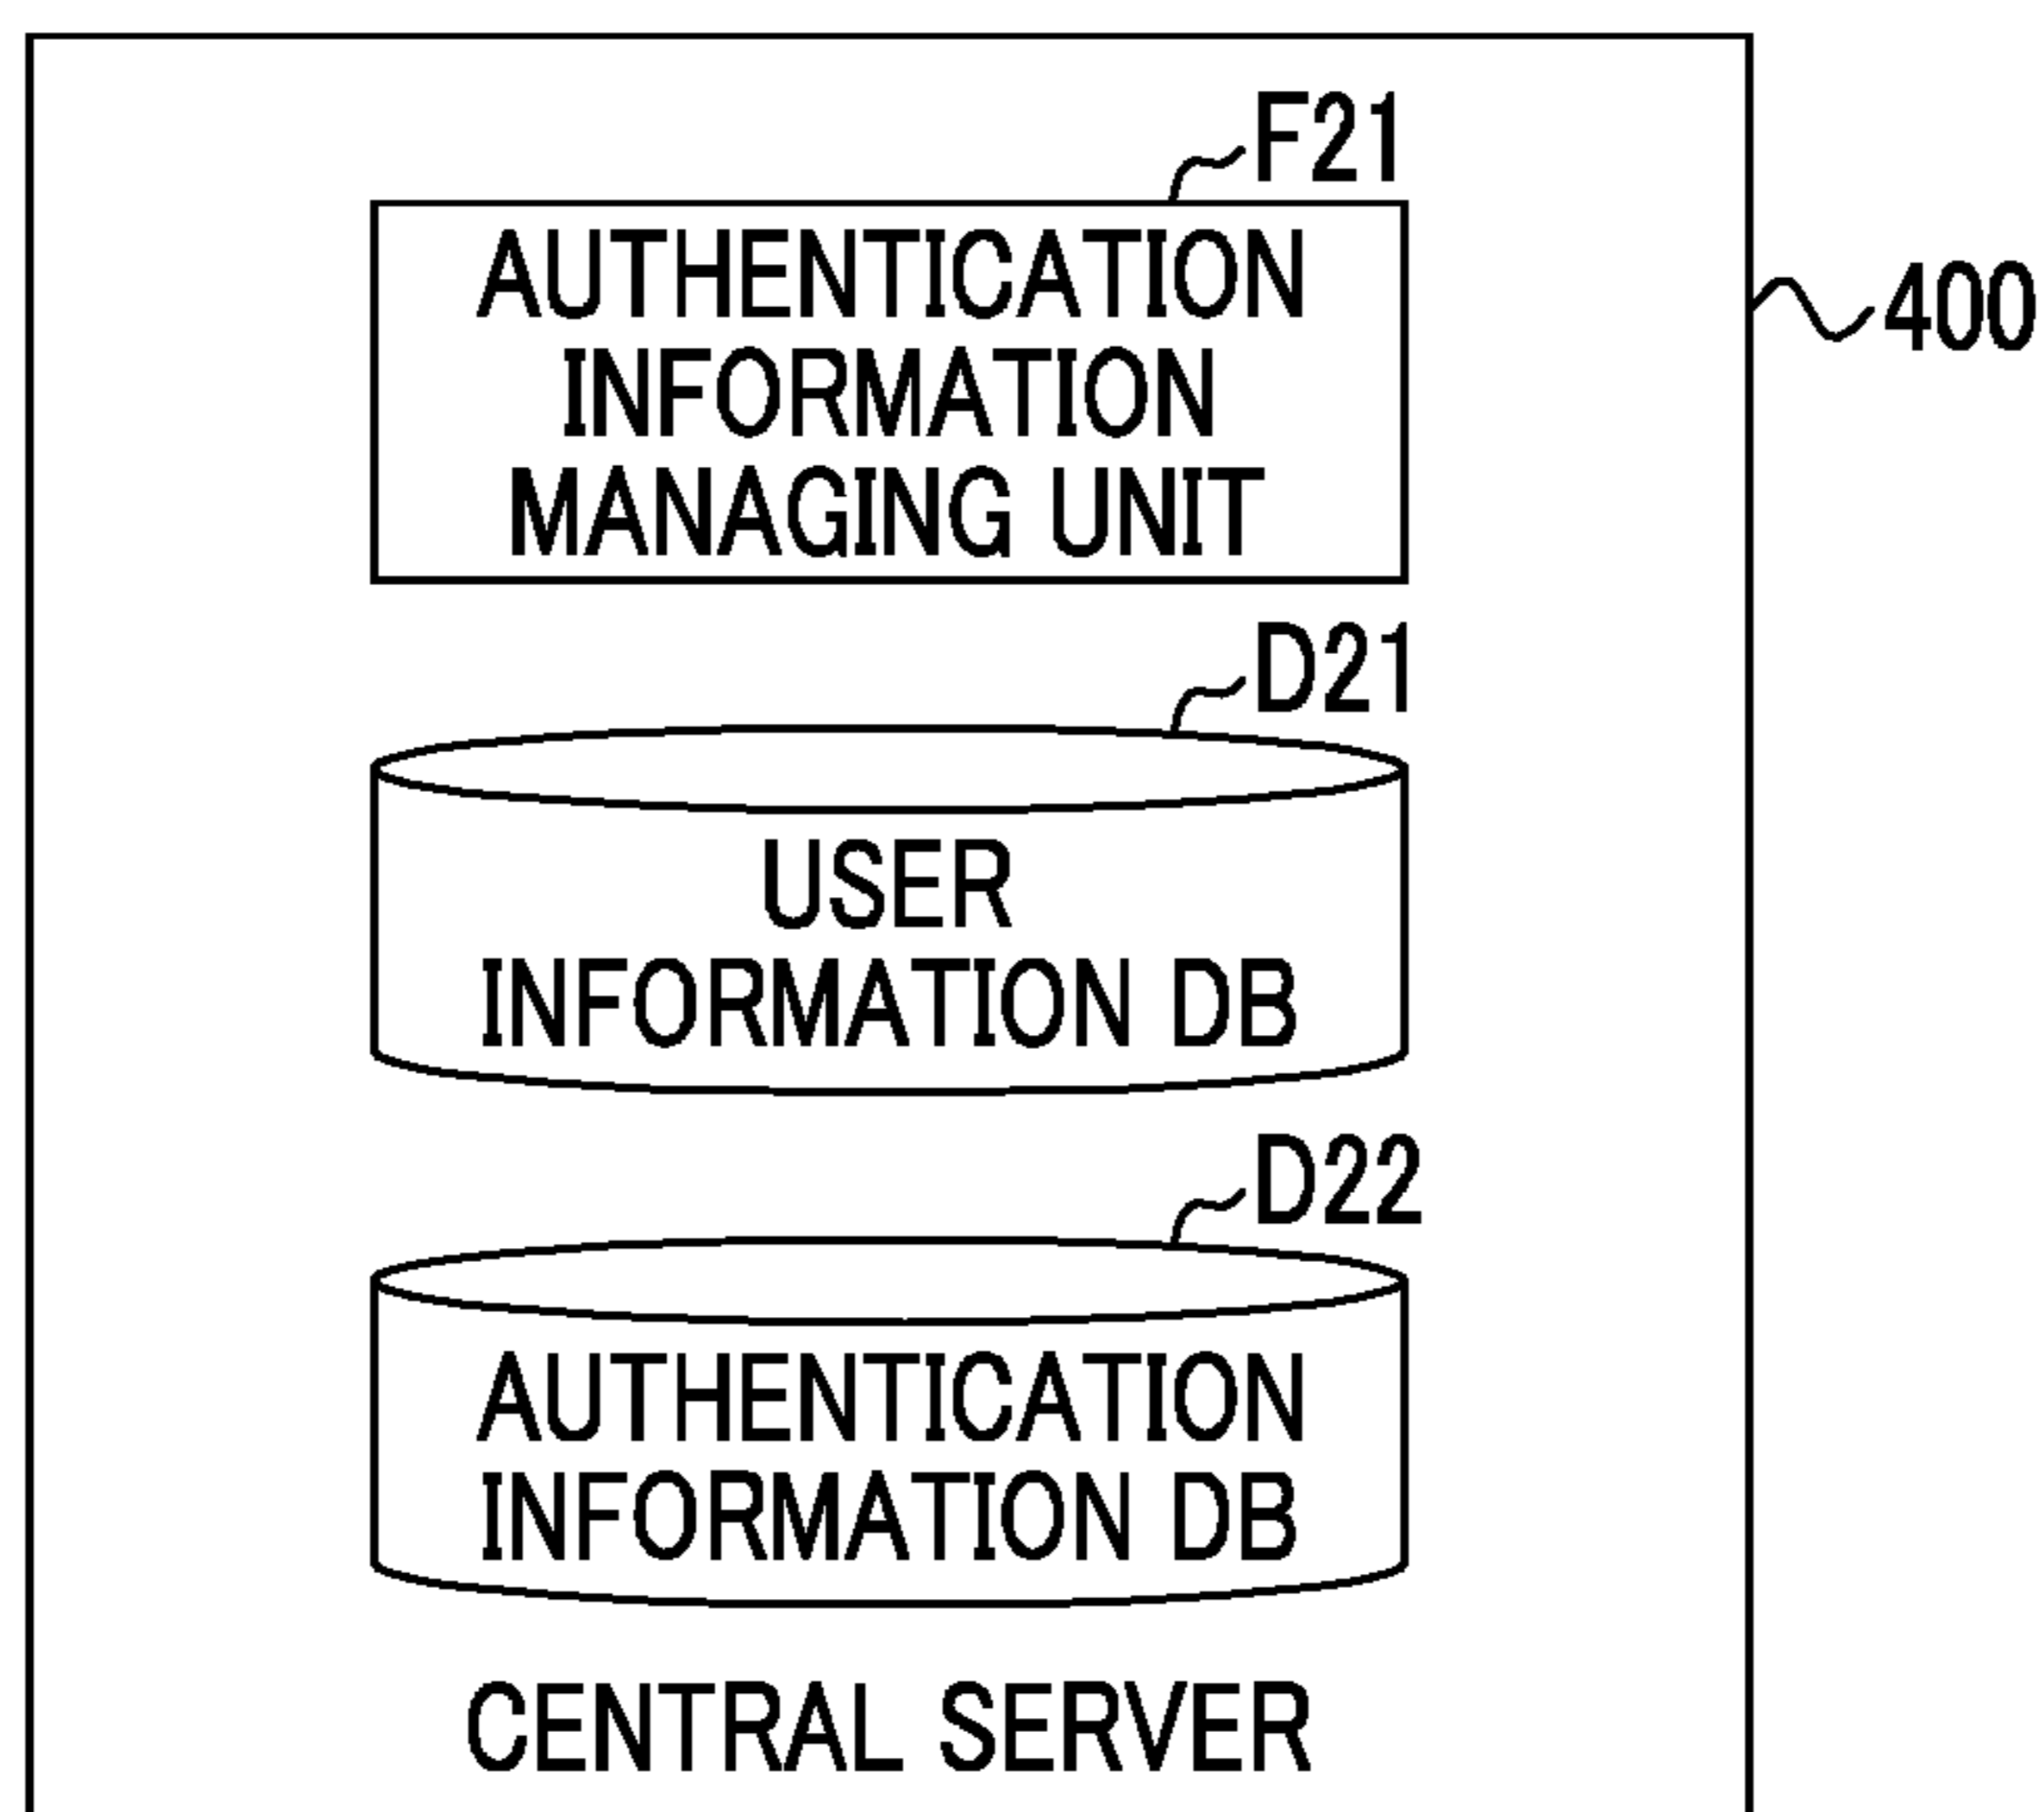 F21
AUTHENTICATION
INFORMATION
MANAGING UNIT
400
D21
USER
INFORMATION DB
D22
AUTHENTICATION
INFORMATION DB
CENTRAL SERVER